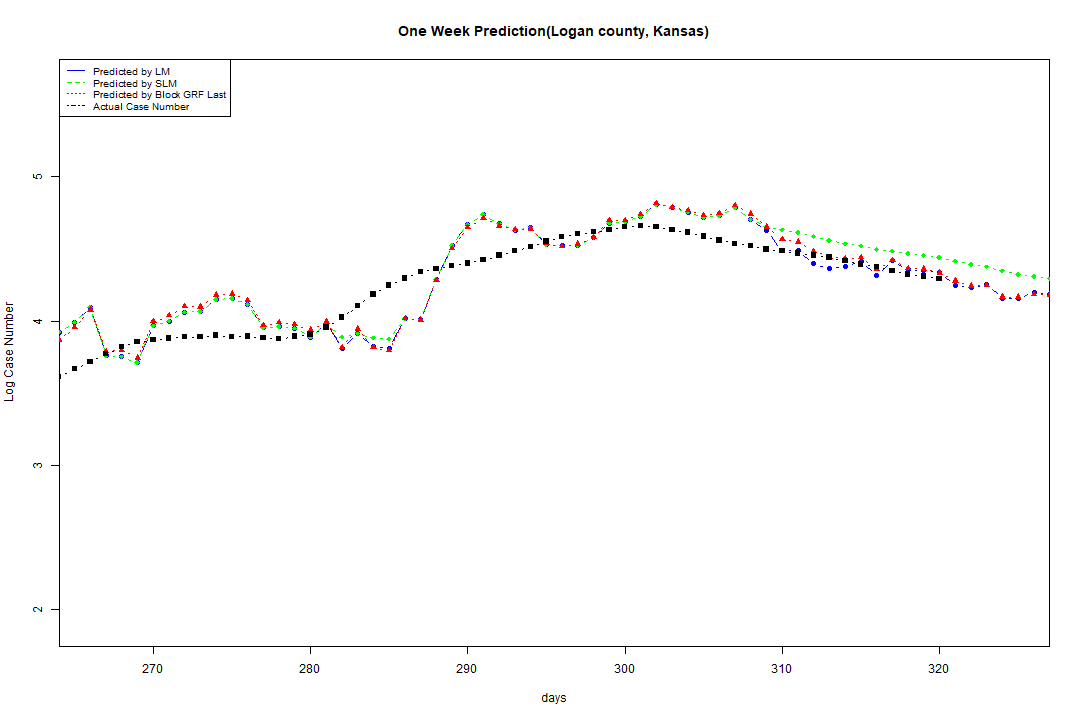 One Week Prediction(Logan county, Kansas)
Predicted by LM
Predicted by SLM
Predicted by Block GRF Last
Actual Case Number
5
4
3
2
Log Case Number
270 280 290 300 310 320
days